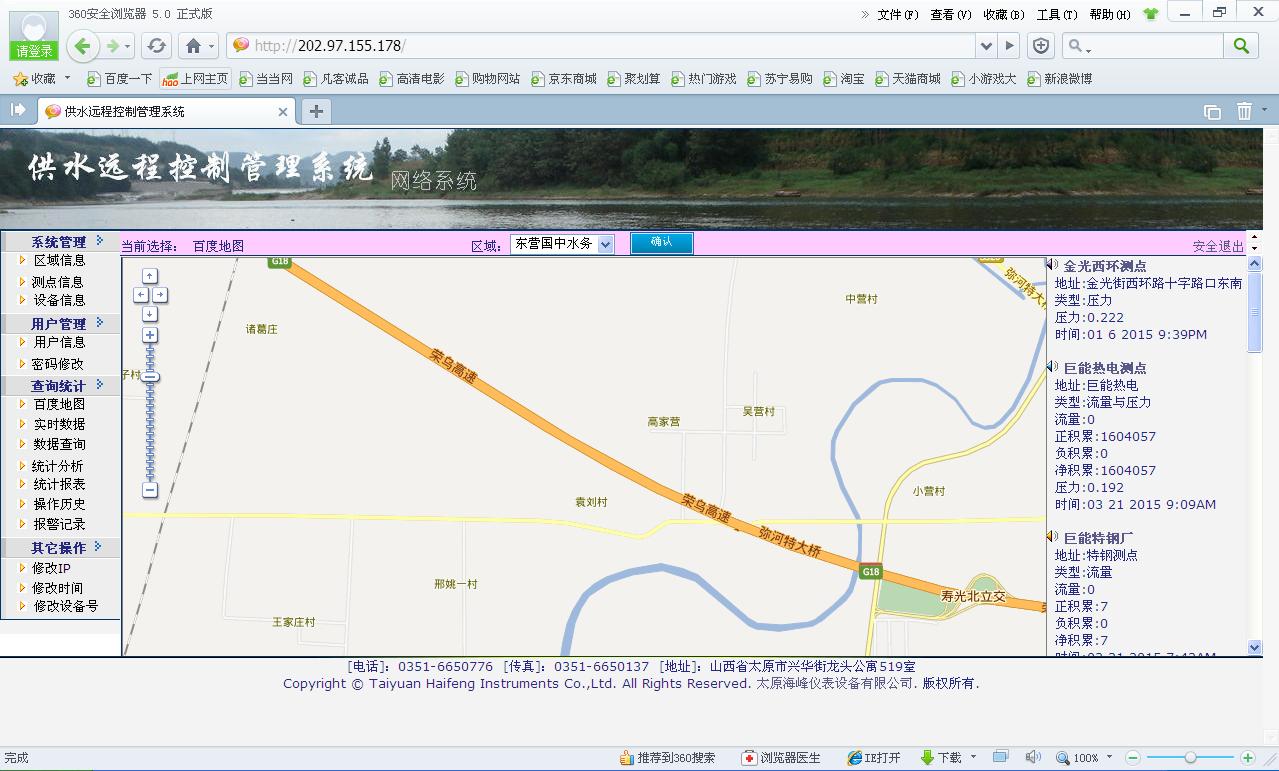 360安全浏览器 5.0 正式版
» 文件(F) 查看(V) 收藏(B) 工具(T) 帮助(H)
请登录
http://202.97.155.178/
收藏 百度一下 上网主页 当当网 凡客诚品 高清电影 购物网站 京东商城 聚划算 热门游戏 苏宁易购 淘宝 天猫商城 小游戏大 新浪微博
供水远程控制管理系统
供水远程控制管理系统 网络系统
当前选择： 百度地图 区域： 东营国中水务 确认 安全退出
系统管理
区域信息
测点信息
设备信息
用户管理
用户信息
密码修改
查询统计
百度地图
实时数据
数据查询
统计分析
统计报表
操作历史
报警记录
其它操作
修改IP
修改时间
修改设备号
G18
弥河特大桥
中营村
诸葛庄
荣乌高速
子村
吴营村
高家营
小营村
袁刘村
荣乌高速
弥河特大桥
G18
邢姚一村
寿光北立交
荣
王家庄村
金光西环测点
地址:金光街西环路十字路口东南
类型:压力
压力:0.222
时间:01 6 2015 9:39PM
巨能热电测点
地址:巨能热电
类型:流量与压力
流量:0
正积累:1604057
负积累:0
净积累:1604057
压力:0.192
时间:03 21 2015 9:09AM
巨能特钢厂
地址:特钢测点
类型:流量
流量:0
正积累:7
负积累:0
净积累:7
时间:03 21 2015 7:42AM
[电话]：0351-6650776 [传真]：0351-6650137 [地址]：山西省太原市兴华街龙头公寓519室
Copyright © Taiyuan Haifeng Instruments Co.,Ltd. All Rights Reserved. 太原海峰仪表设备有限公司. 版权所有.
完成 推荐到360搜索 浏览器医生 IE打开 下载 100%